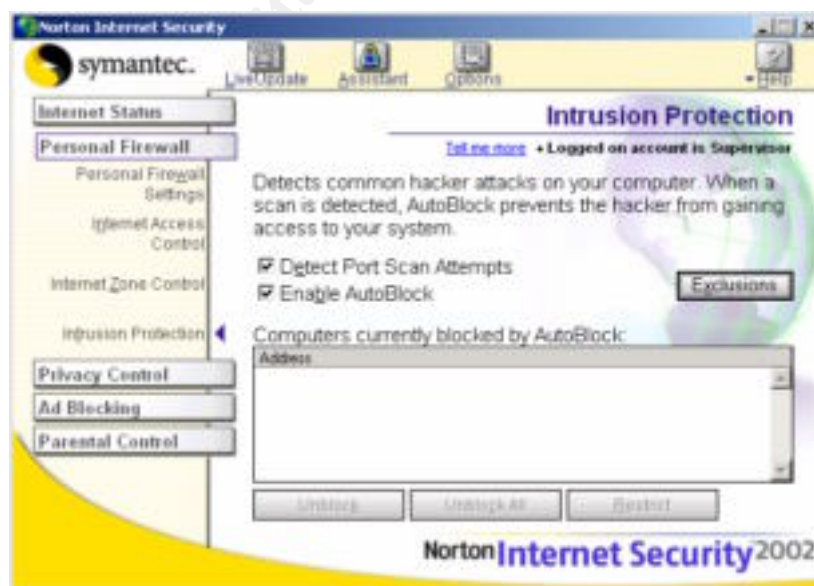 Norton Internet Security
symantec.
LiveUpdate
Assistant
Options
Help
Internet Status
Personal Firewall
Personal Firewall
Settings
Internet Access
Control
Internet Zone Control
Intrusion Protection
Privacy Control
Ad Blocking
Parental Control
Intrusion Protection
Tell me more • Logged on account is Supervisor
Detects common hacker attacks on your computer. When a
scan is detected, AutoBlock prevents the hacker from gaining
access to your system.
Detect Port Scan Attempts
Enable AutoBlock
Exclusions
Computers currently blocked by AutoBlock:
Address
Unblock
Unblock All
Restrict
Norton Internet Security 2002